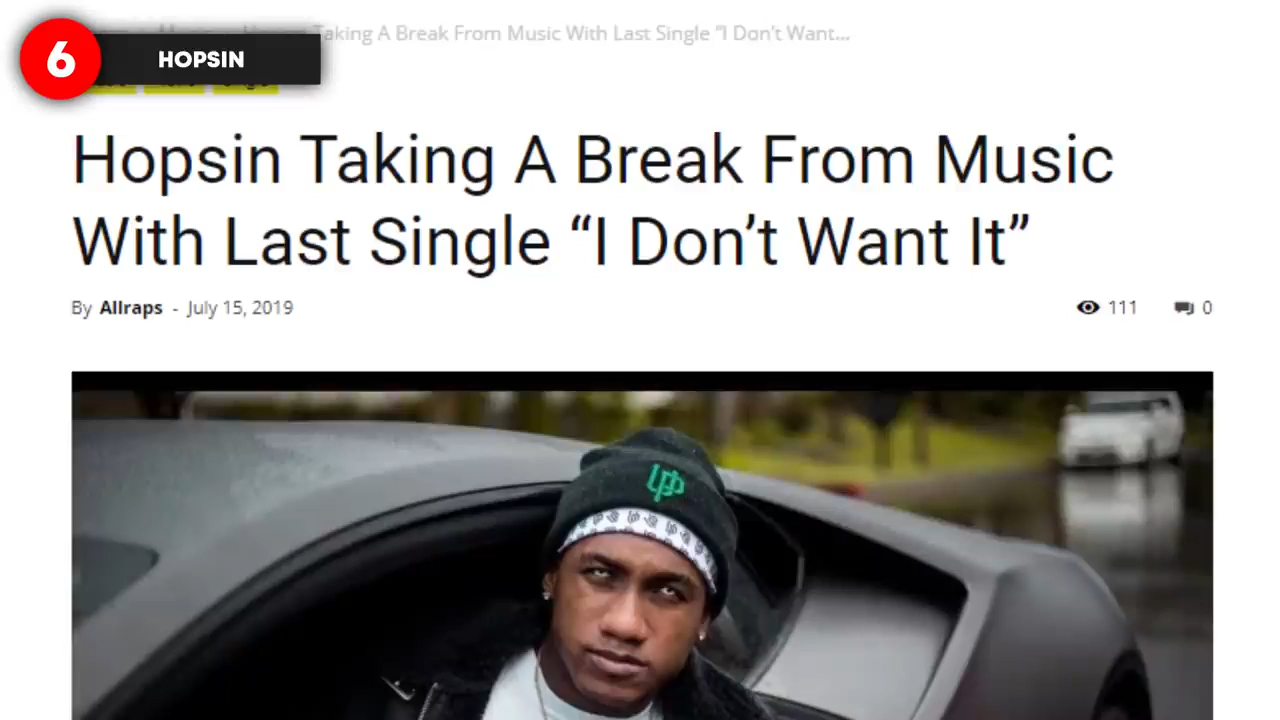 6
HOPSIN
Taking A Break From Music With Last Single "I Don't Want...
Hopsin Taking A Break From Music
With Last Single “I Don’t Want It”
By Allraps - July 15, 2019
111
0